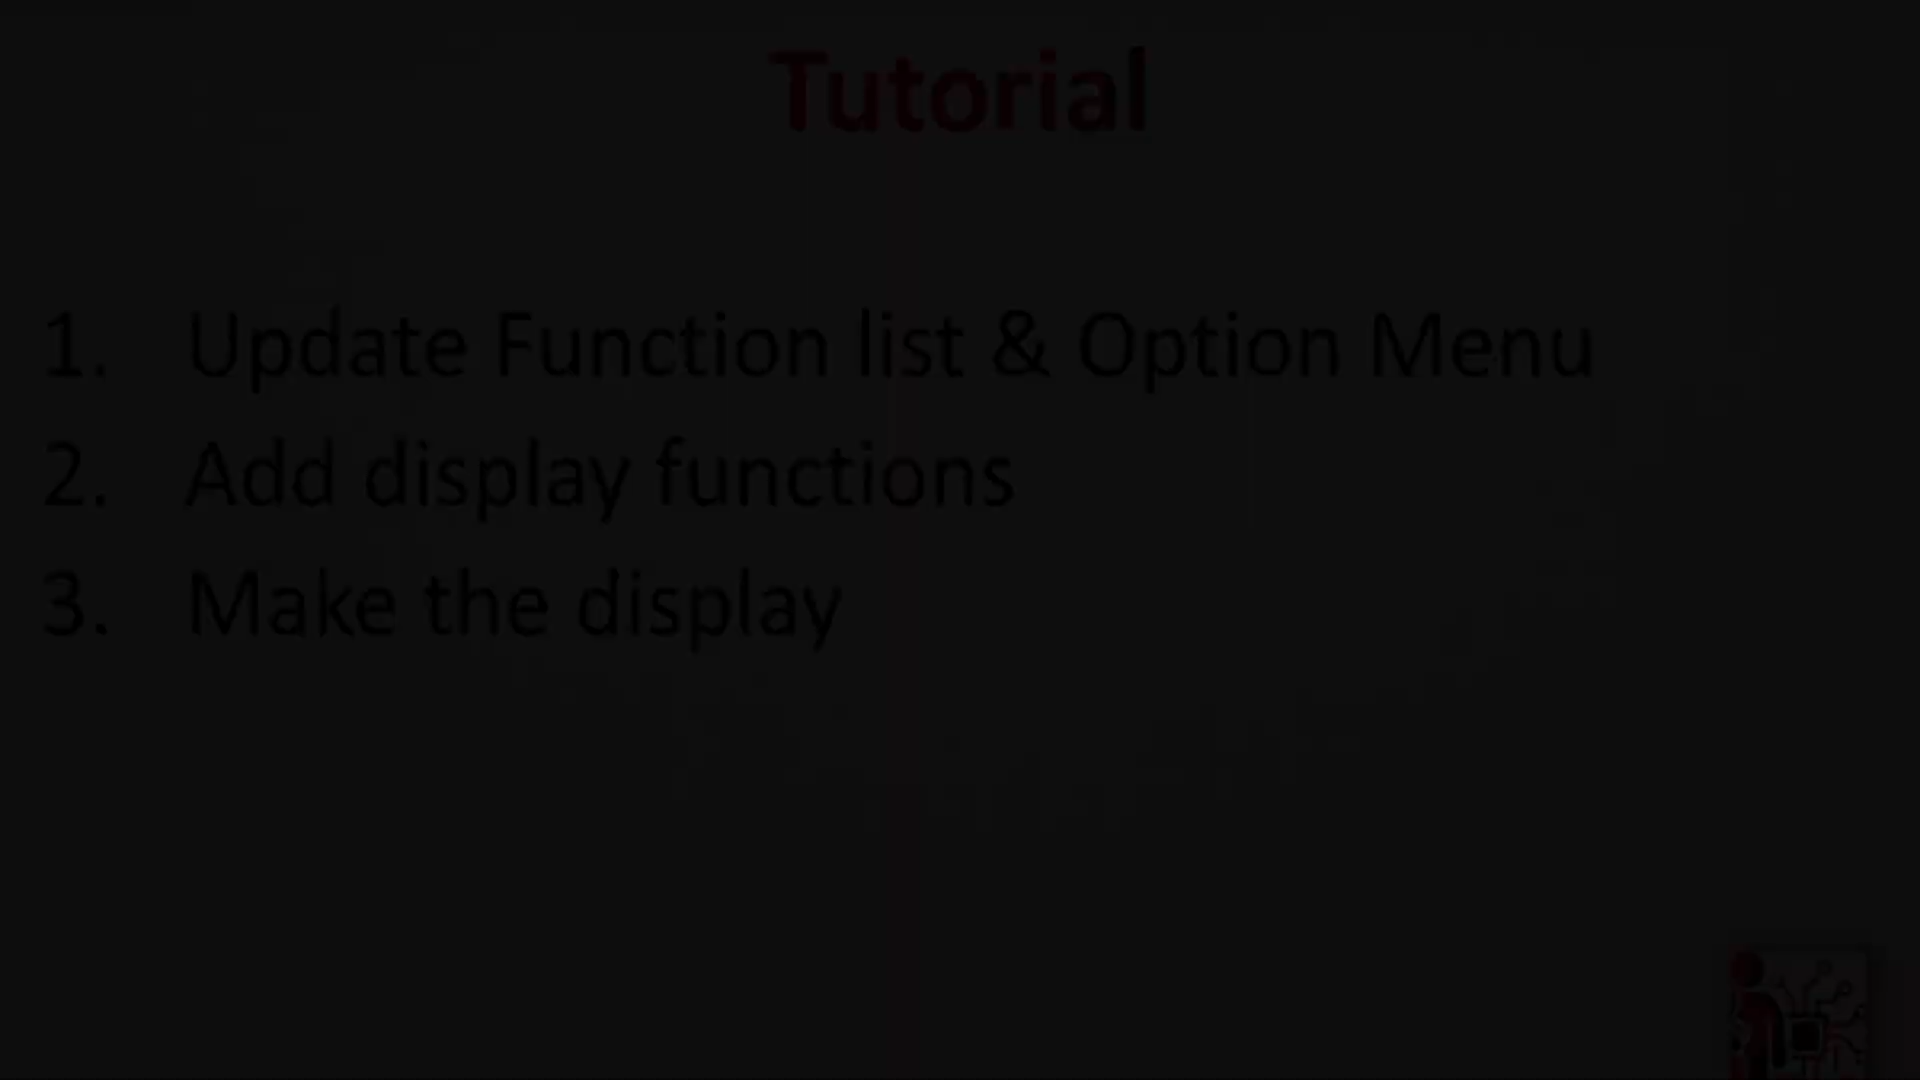 Tutorial
1. Update Function list & Option Menu
2. Add display functions
3. Make the display